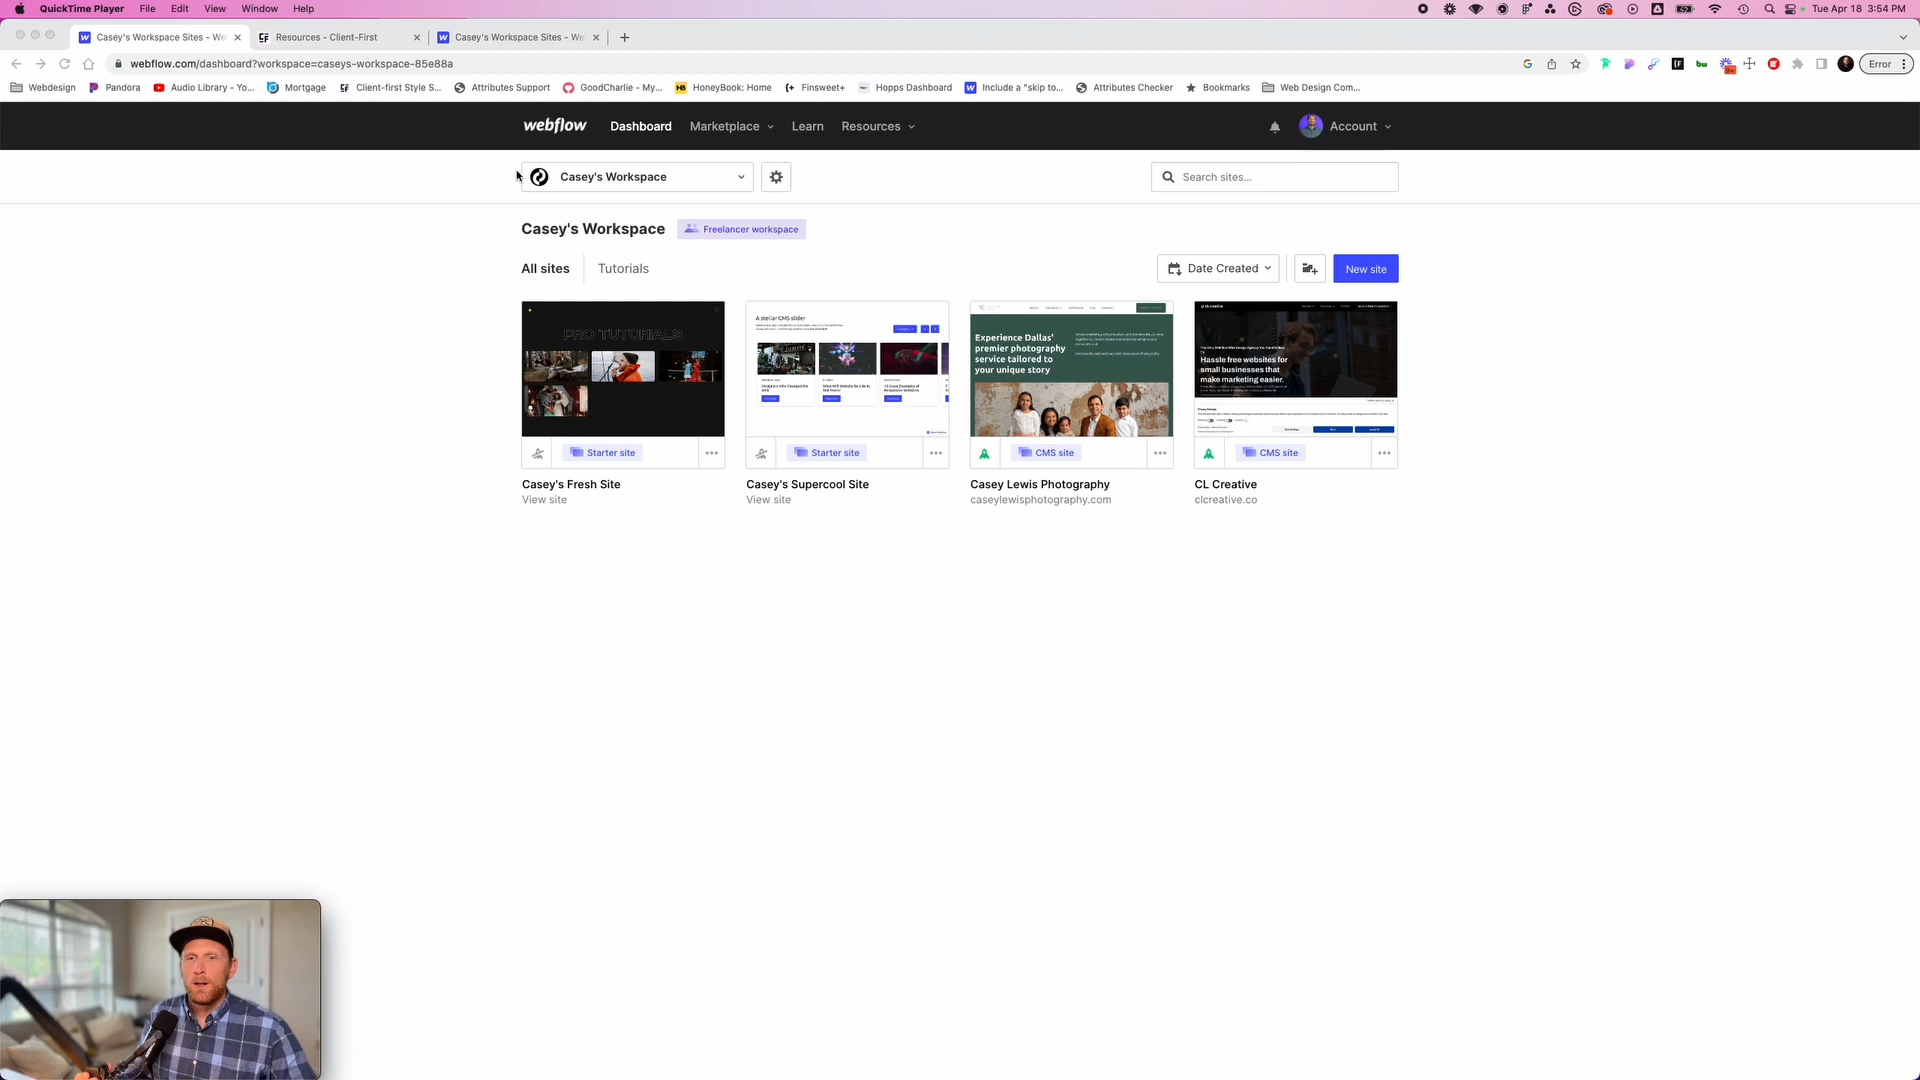 QuickTime Player File Edit View Window Help Tue Apr 18 3:54 PM
Casey's Workspace Sites - We Resources - Client-First Casey's Workspace Sites - We
webflow.com/dashboard?workspace=caseys-workspace-85e88a Error
Webdesign Pandora Audio Library - Yo... Mortgage Client-first Style S... Attributes Support GoodCharlie - My... HoneyBook: Home Finsweet+ Hopps Dashboard Include a "skip to... Attributes Checker Bookmarks Web Design Com...
webflow Dashboard Marketplace Learn Resources Account
Casey's Workspace Search sites...
Casey's Workspace Freelancer workspace
All sites Tutorials Date Created New site
PRO TUTORIALS
A stellar CMS slider
Experience Dallas'
premier photography
service tailored to
your unique story
Hassle free websites for
small businesses that
make marketing easier.
Starter site Starter site CMS site CMS site
Casey's Fresh Site Casey's Supercool Site Casey Lewis Photography CL Creative
View site View site caseylewisphotography.com clcreative.co